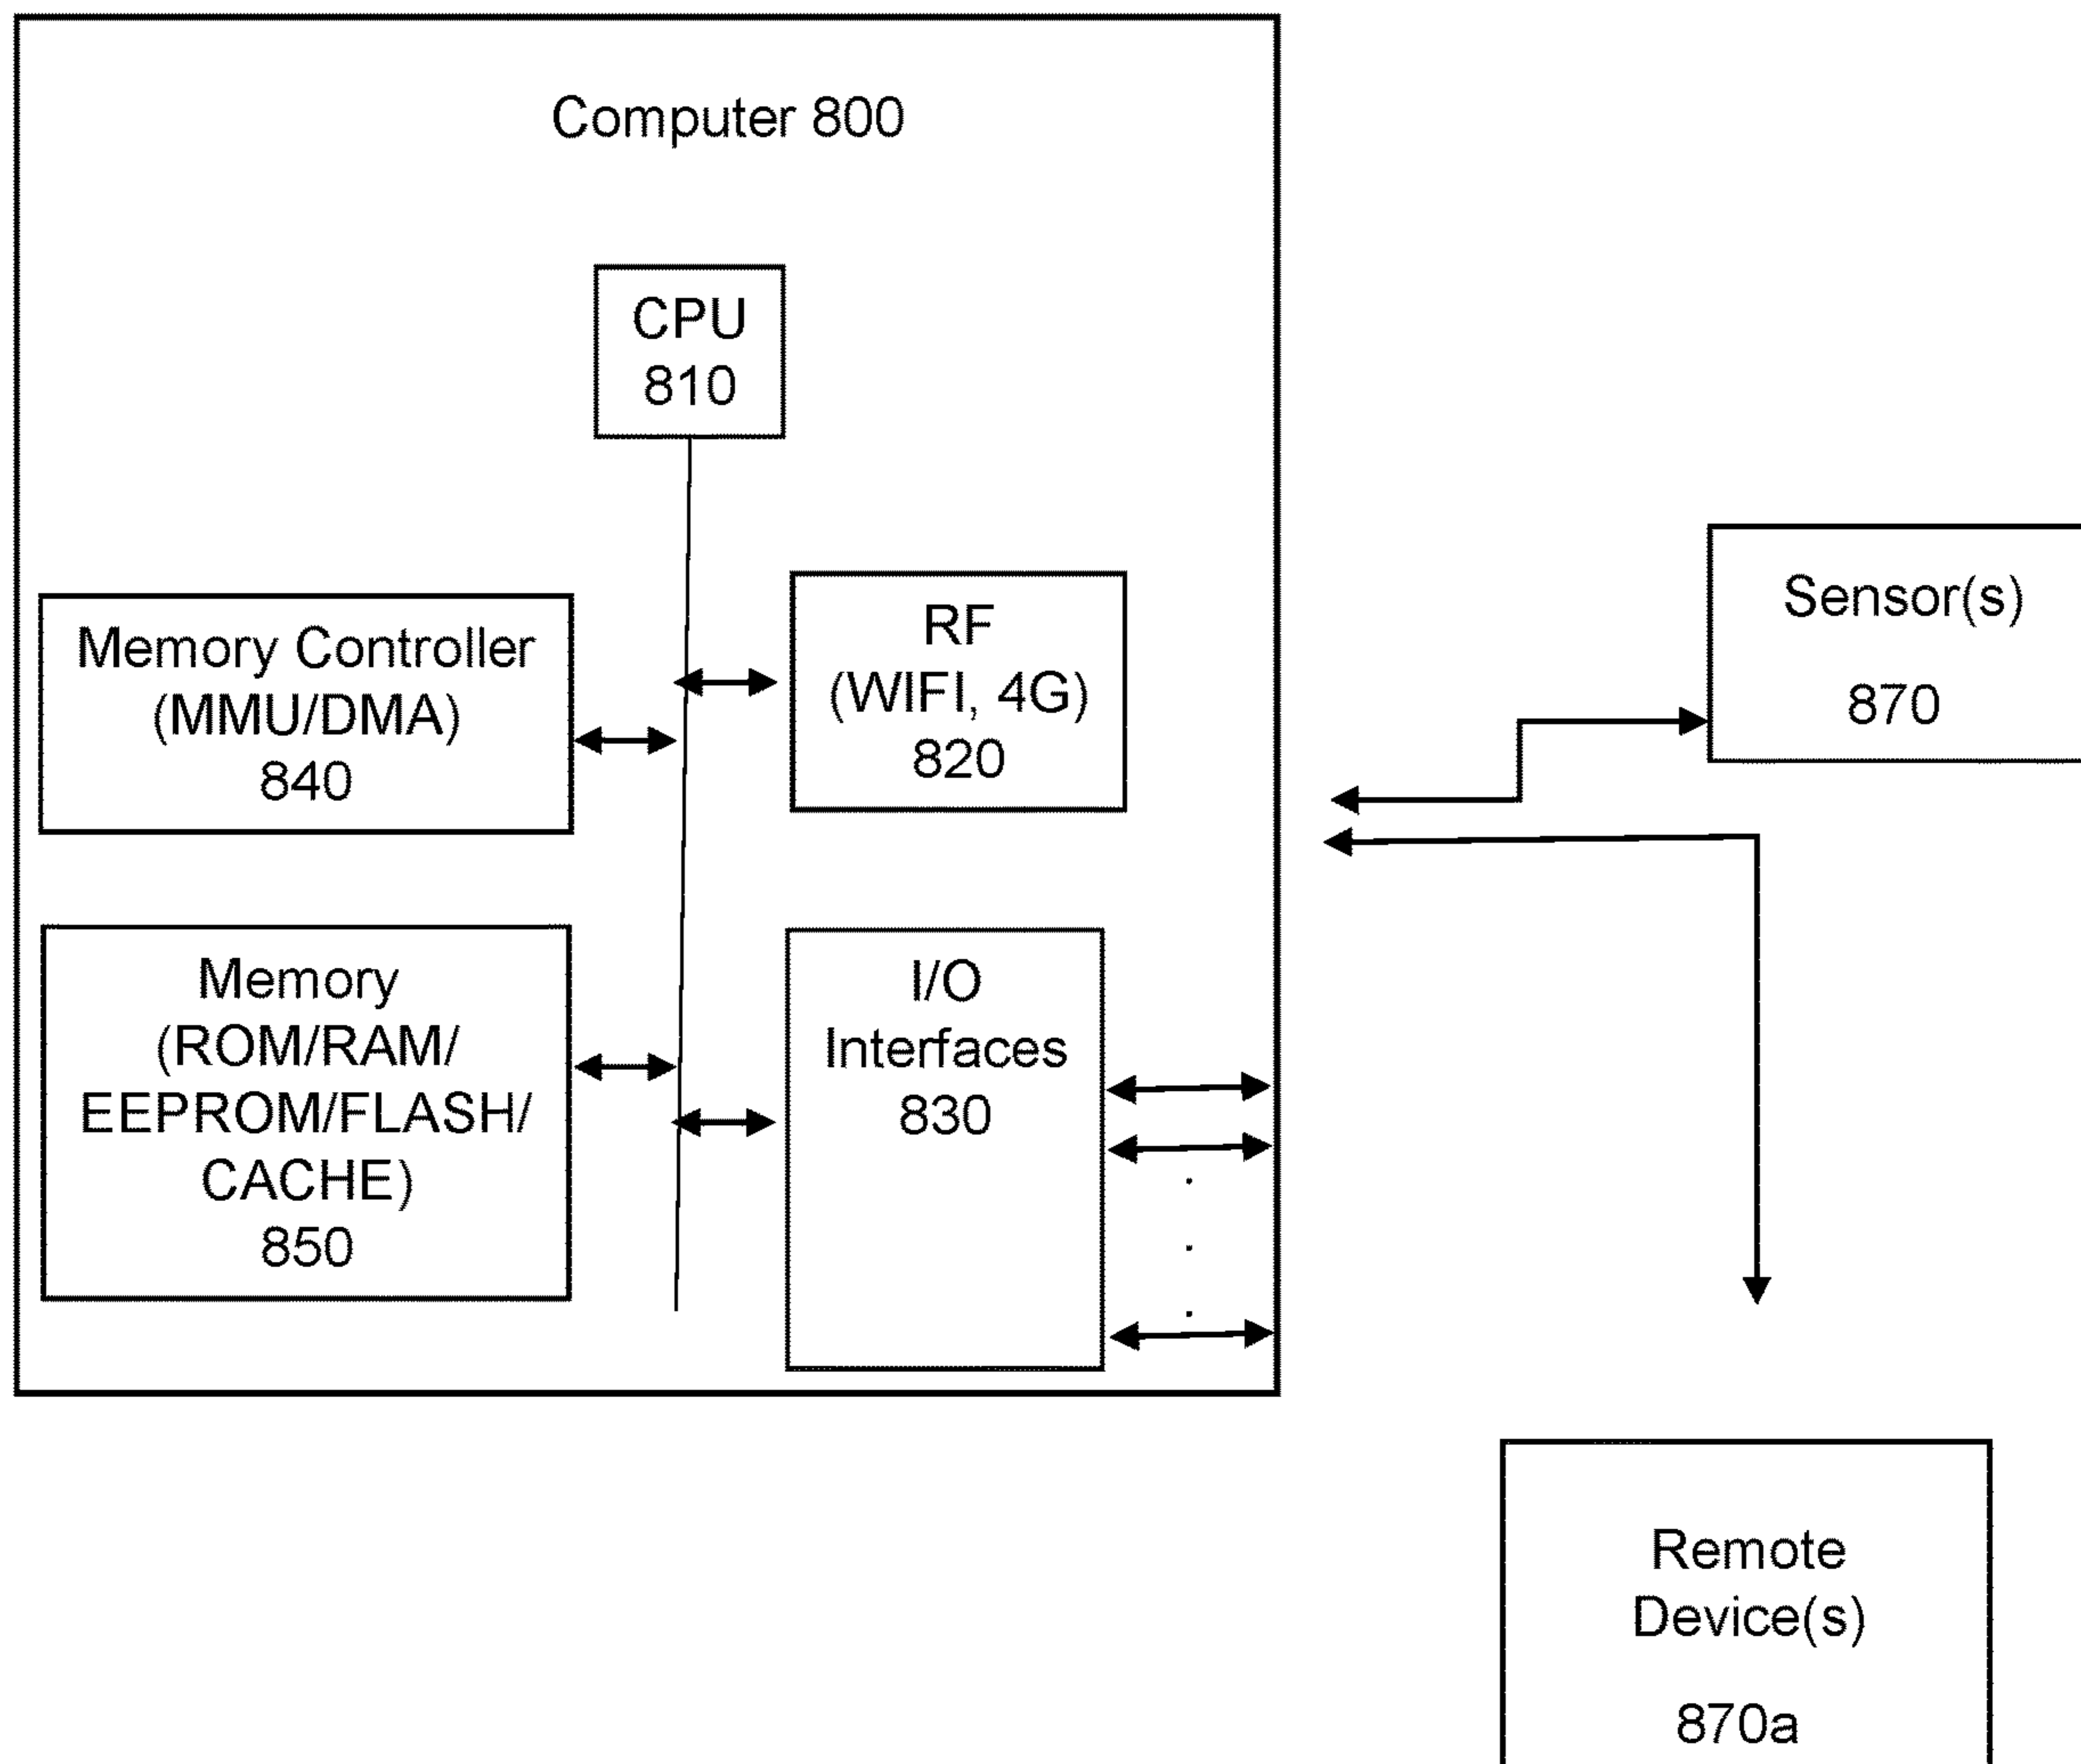 Computer 800
CPU
810
Memory Controller
(MMU/DMA)
840
RF
(WIFI, 4G)
820
Sensor(s)
870
Memory
(ROM/RAM/
EEPROM/FLASH/
CACHE)
850
I/O
Interfaces
830
Remote
Device(s)
870a